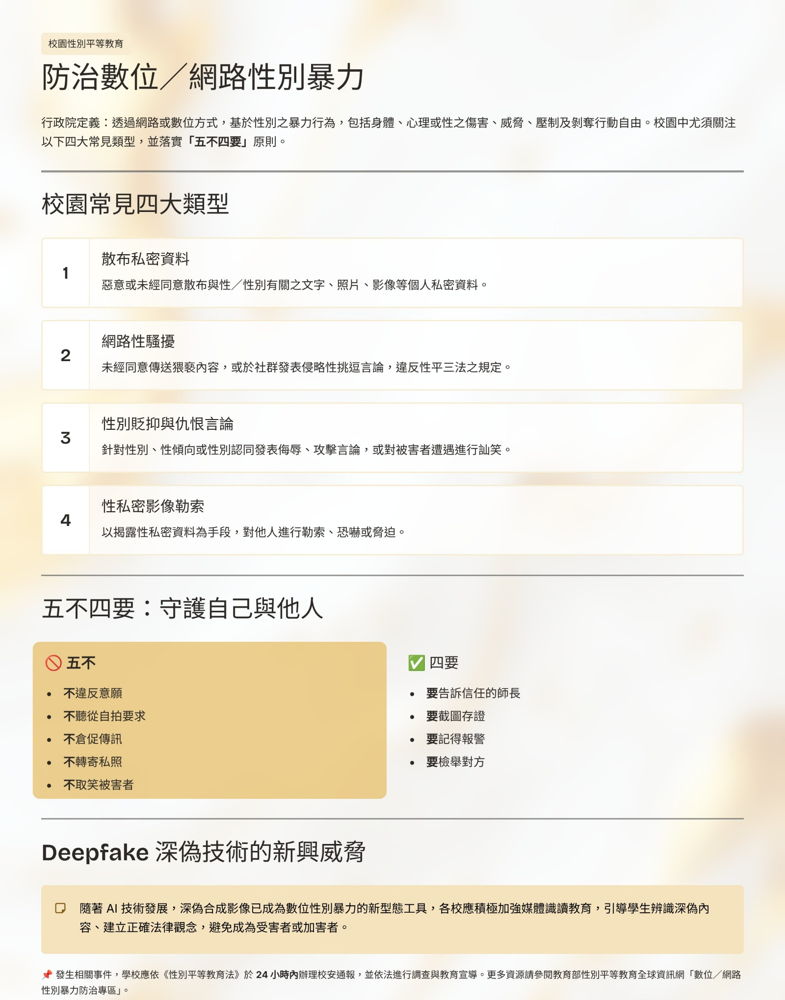 校園性別平等教育
防治數位／網路性別暴力
行政院定義：透過網路或數位方式，基於性別之暴力行為，包括身體、心理或性之傷害、威脅、壓制及剝奪行動自由。校園中尤須關注
以下四大常見類型，並落實「五不四要」原則。
校園常見四大類型
1
散布私密資料
惡意或未經同意散布與性／性別有關之文字、照片、影像等個人私密資料。
2
網路性騷擾
未經同意傳送猥褻內容，或於社群發表侵略性挑逗言論，違反性平三法之規定。
3
性別貶抑與仇恨言論
針對性別、性傾向或性別認同發表侮辱、攻擊言論，或對被害者遭遇進行訕笑。
4
性私密影像勒索
以揭露性私密資料為手段，對他人進行勒索、恐嚇或脅迫。
五不四要：守護自己與他人
🚫 五不
• 不違反意願
• 不聽從自拍要求
• 不倉促傳訊
• 不轉寄私照
• 不取笑被害者
✅ 四要
• 要告訴信任的師長
• 要截圖存證
• 要記得報警
• 要檢舉對方
Deepfake 深偽技術的新興威脅
隨著 AI 技術發展，深偽合成影像已成為數位性別暴力的新型態工具，各校應積極加強媒體識讀教育，引導學生辨識深偽內
容、建立正確法律觀念，避免成為受害者或加害者。
📌 發生相關事件，學校應依《性別平等教育法》於 24 小時內辦理校安通報，並依法進行調查與教育宣導。更多資源請參閱教育部性別平等教育全球資訊網「數位／網路
性別暴力防治專區」。